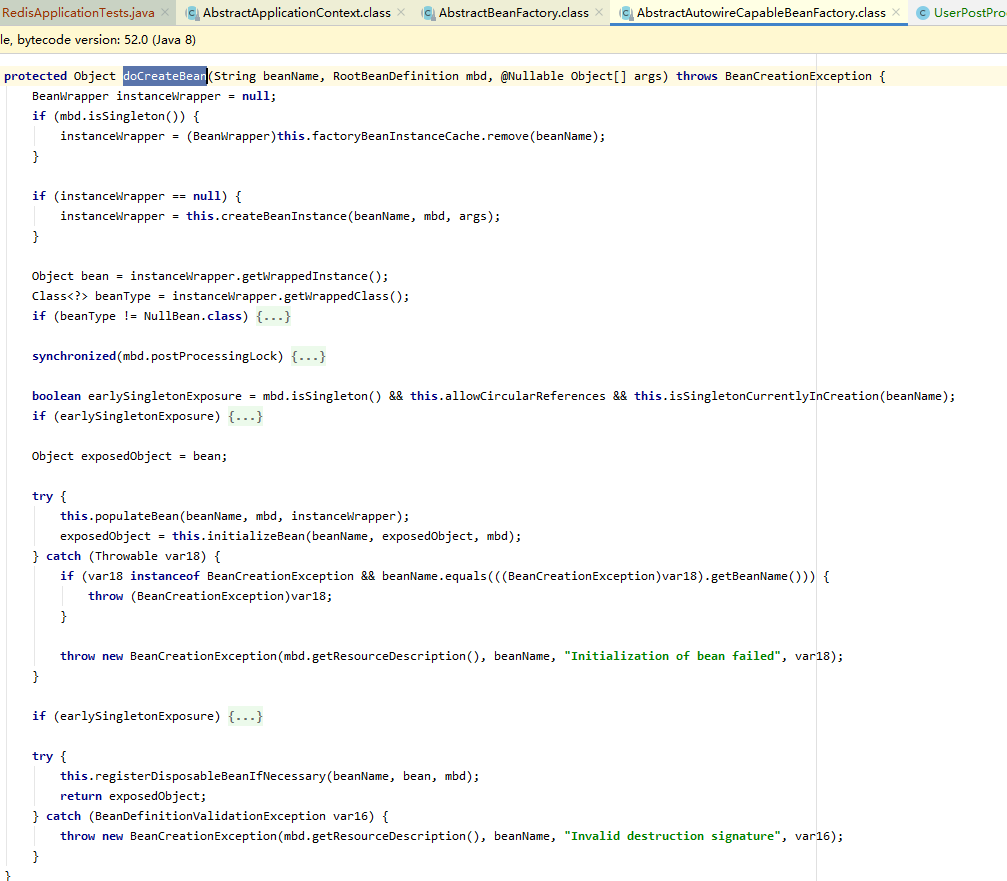 RedisApplicationTests.java × AbstractApplicationContext.class × AbstractBeanFactory.class × AbstractAutowireCapableBeanFactory.class × UserPostPro
le, bytecode version: 52.0 (Java 8)
protected Object doCreateBean(String beanName, RootBeanDefinition mbd, @Nullable Object[] args) throws BeanCreationException {
BeanWrapper instanceWrapper = null;
if (mbd.isSingleton()) {
instanceWrapper = (BeanWrapper)this.factoryBeanInstanceCache.remove(beanName);
}
if (instanceWrapper == null) {
instanceWrapper = this.createBeanInstance(beanName, mbd, args);
}
Object bean = instanceWrapper.getWrappedInstance();
Class<?> beanType = instanceWrapper.getWrappedClass();
if (beanType != NullBean.class) {...}
synchronized(mbd.postProcessingLock) {...}
boolean earlySingletonExposure = mbd.isSingleton() && this.allowCircularReferences && this.isSingletonCurrentlyInCreation(beanName);
if (earlySingletonExposure) {...}
Object exposedObject = bean;
try {
this.populateBean(beanName, mbd, instanceWrapper);
exposedObject = this.initializeBean(beanName, exposedObject, mbd);
} catch (Throwable var18) {
if (var18 instanceof BeanCreationException && beanName.equals(((BeanCreationException)var18).getBeanName())) {
throw (BeanCreationException)var18;
}
throw new BeanCreationException(mbd.getResourceDescription(), beanName, "Initialization of bean failed", var18);
}
if (earlySingletonExposure) {...}
try {
this.registerDisposableBeanIfNecessary(beanName, bean, mbd);
return exposedObject;
} catch (BeanDefinitionValidationException var16) {
throw new BeanCreationException(mbd.getResourceDescription(), beanName, "Invalid destruction signature", var16);
}
}